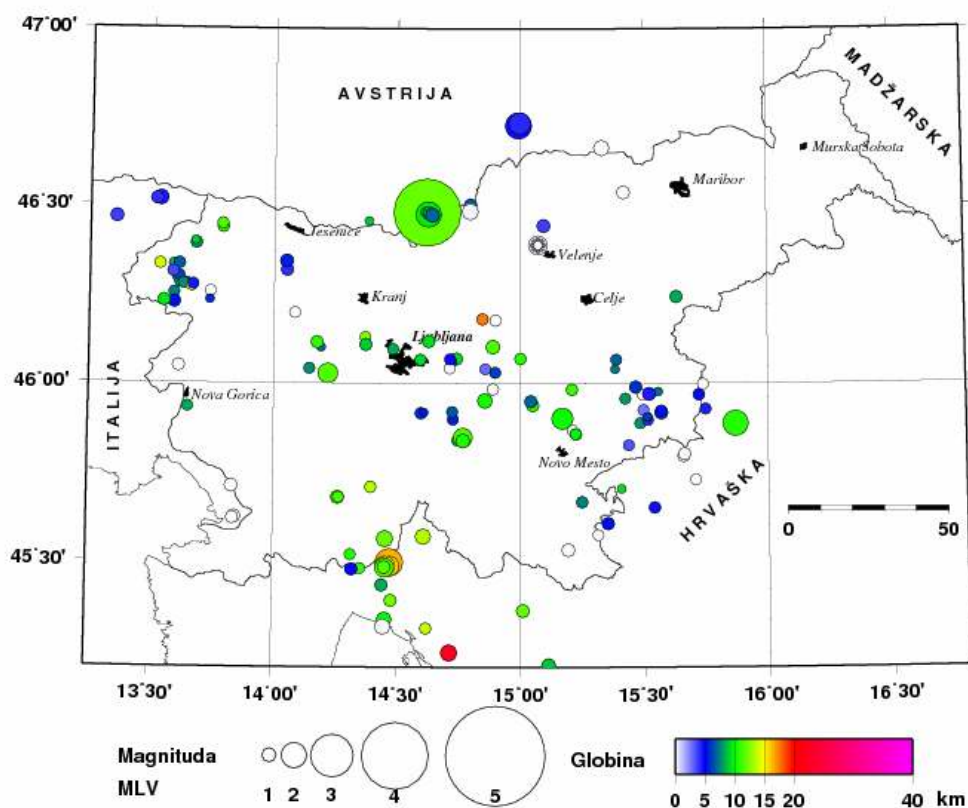 47˚00'
AVSTRIJA
MADŽARSKA
Murska Sobota
Maribor
46˚30'
Jesenice
Velenje
Kranj
Celje
Ljubljana
46˚00'
Nova Gorica
ITALIJA
Novo Mesto
HRVAŠKA
0 50
45˚30'
13˚30' 14˚00' 14˚30' 15˚00' 15˚30' 16˚00' 16˚30'
Magnituda
MLV
1 2 3 4 5
Globina
0 5 10 15 20 40 km